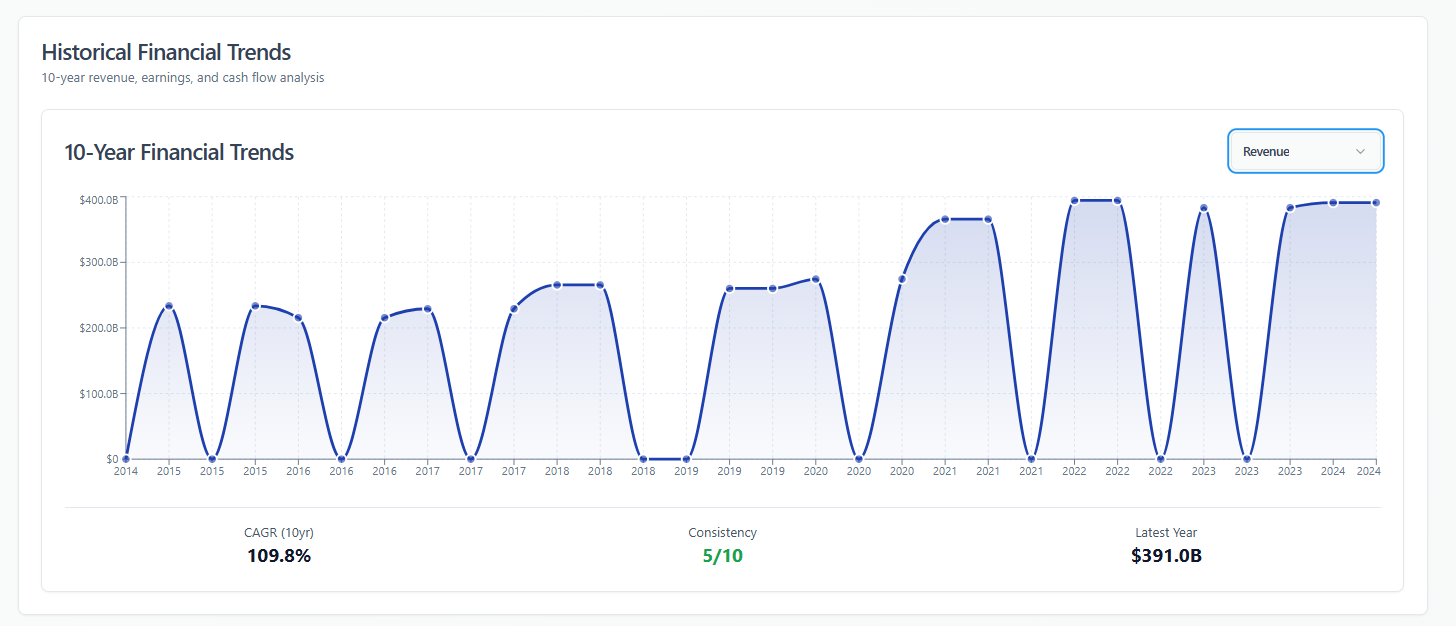 Historical Financial Trends
10-year revenue, earnings, and cash flow analysis
10-Year Financial Trends
Revenue
$400.0B
$300.0B
$200.0B
$100.0B
$0
2014 2015 2015 2015 2016 2016 2016 2017 2017 2017 2018 2018 2018 2019 2019 2019 2020 2020 2020 2021 2021 2021 2022 2022 2022 2023 2023 2023 2024 2024
CAGR (10yr) Consistency Latest Year
109.8% 5/10 $391.0B